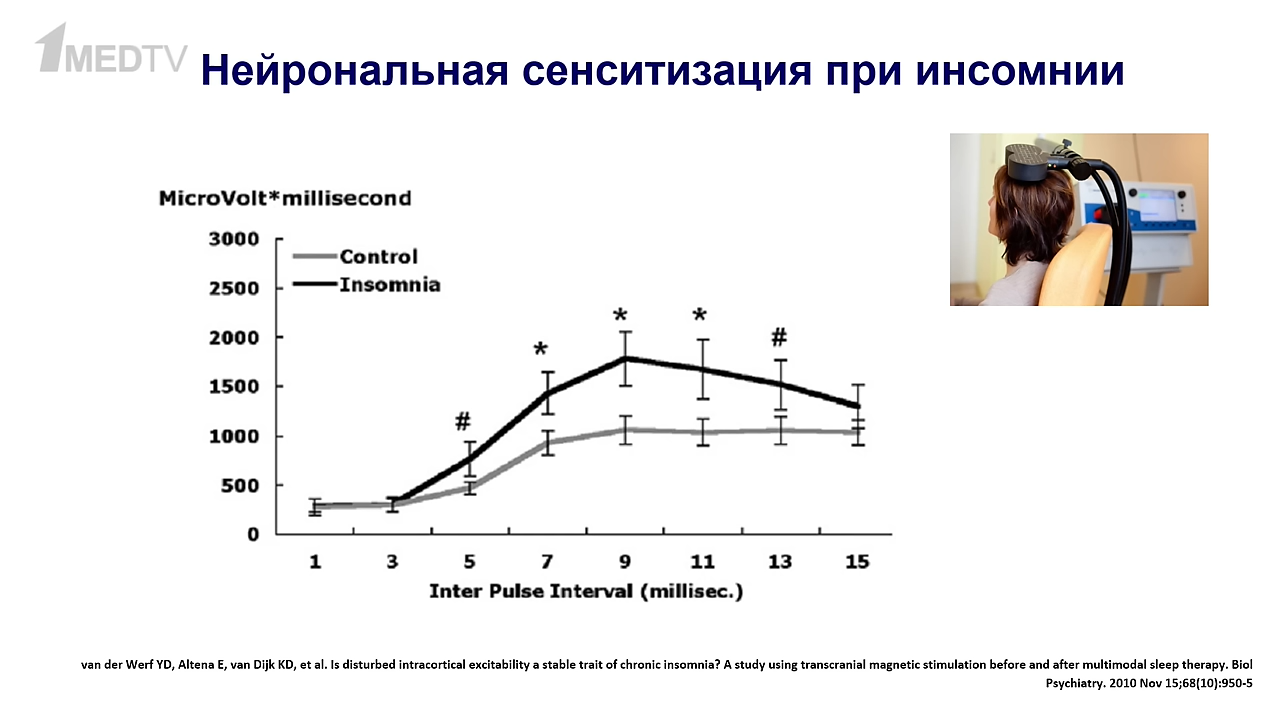 1MEDTV
Нейрональная сенситизация при инсомнии
MicroVolt*millisecond
3000
Control
2500
Insomnia
2000
* * * #
1500
#
1000
500
0
1 3 5 7 9 11 13 15
Inter Pulse Interval (millisec.)
van der Werf YD, Altena E, van Dijk KD, et al. Is disturbed intracortical excitability a stable trait of chronic insomnia? A study using transcranial magnetic stimulation before and after multimodal sleep therapy. Biol
Psychiatry. 2010 Nov 15;68(10):950-5